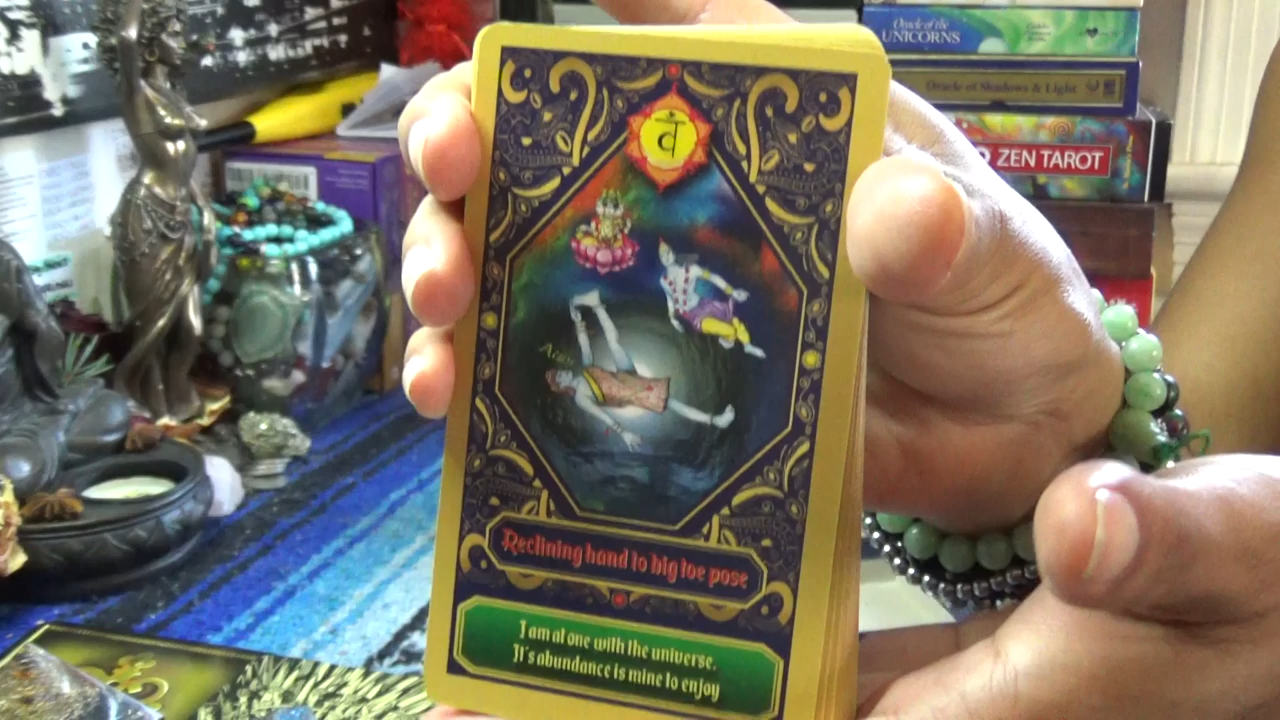 Oracle of the
UNICORNS
Oracle of Shadows & Light
ZEN TAROT
वं
Reclining hand to big toe pose
I am at one with the universe.
It's abundance is mine to enjoy